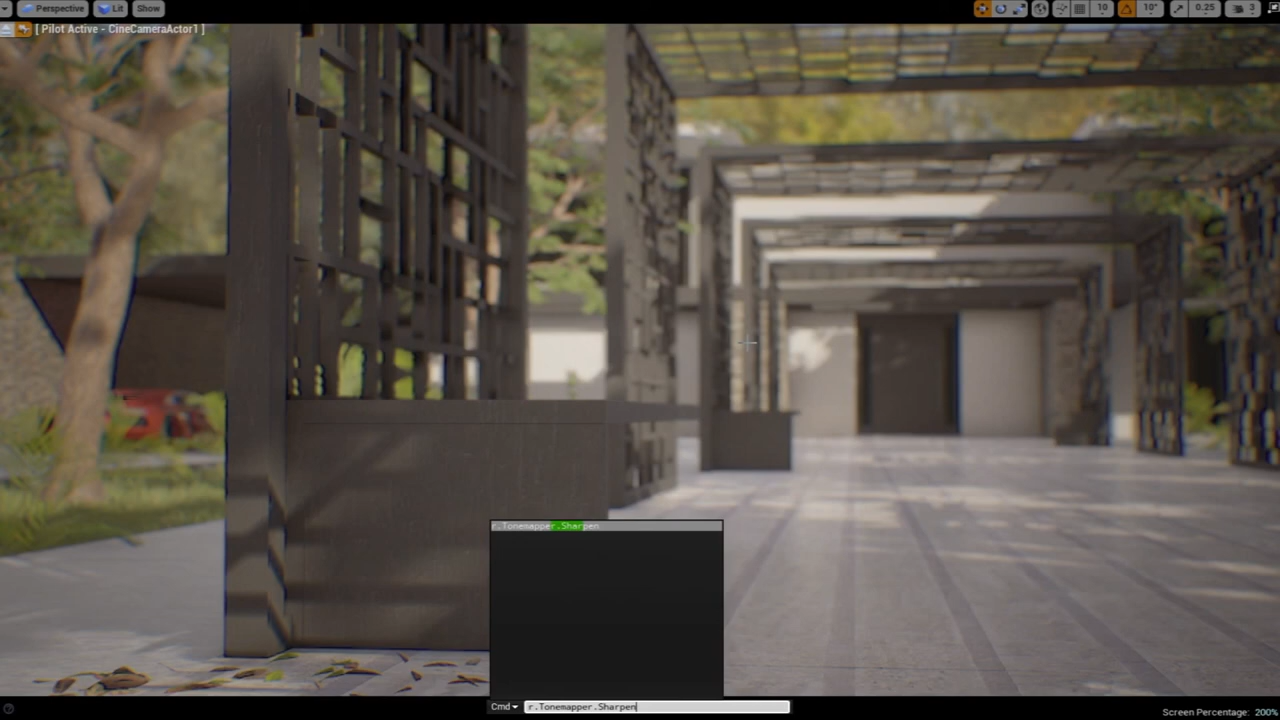 Perspective Lit Show 10 10° 0.25 3
[ Pilot Active - CineCameraActor1 ]
r.Tonemapper.Sharpen
Cmd r.Tonemapper.Sharpen
Screen Percentage: 200%